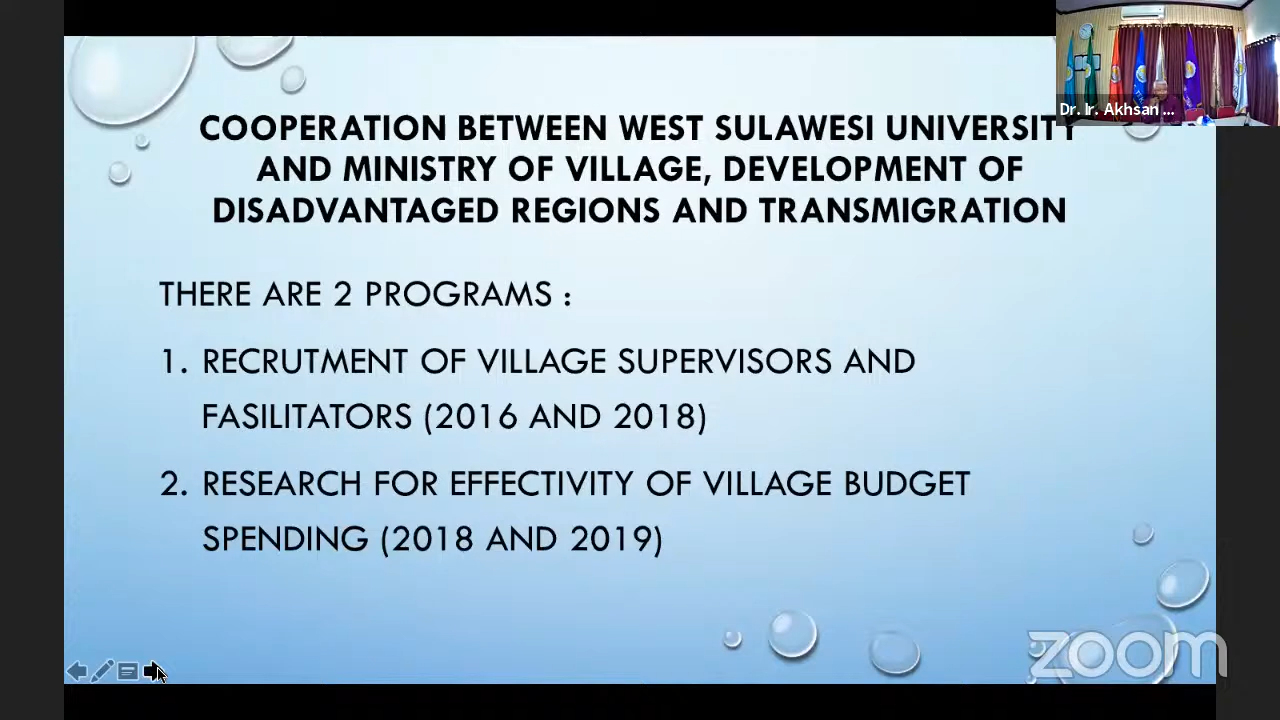 COOPERATION BETWEEN WEST SULAWESI UNIVERSITY
AND MINISTRY OF VILLAGE, DEVELOPMENT OF
DISADVANTAGED REGIONS AND TRANSMIGRATION
THERE ARE 2 PROGRAMS :
1. RECRUTMENT OF VILLAGE SUPERVISORS AND
FASILITATORS (2016 AND 2018)
2. RESEARCH FOR EFFECTIVITY OF VILLAGE BUDGET
SPENDING (2018 AND 2019)
Dr. Ir. Akhsan ...
zoom